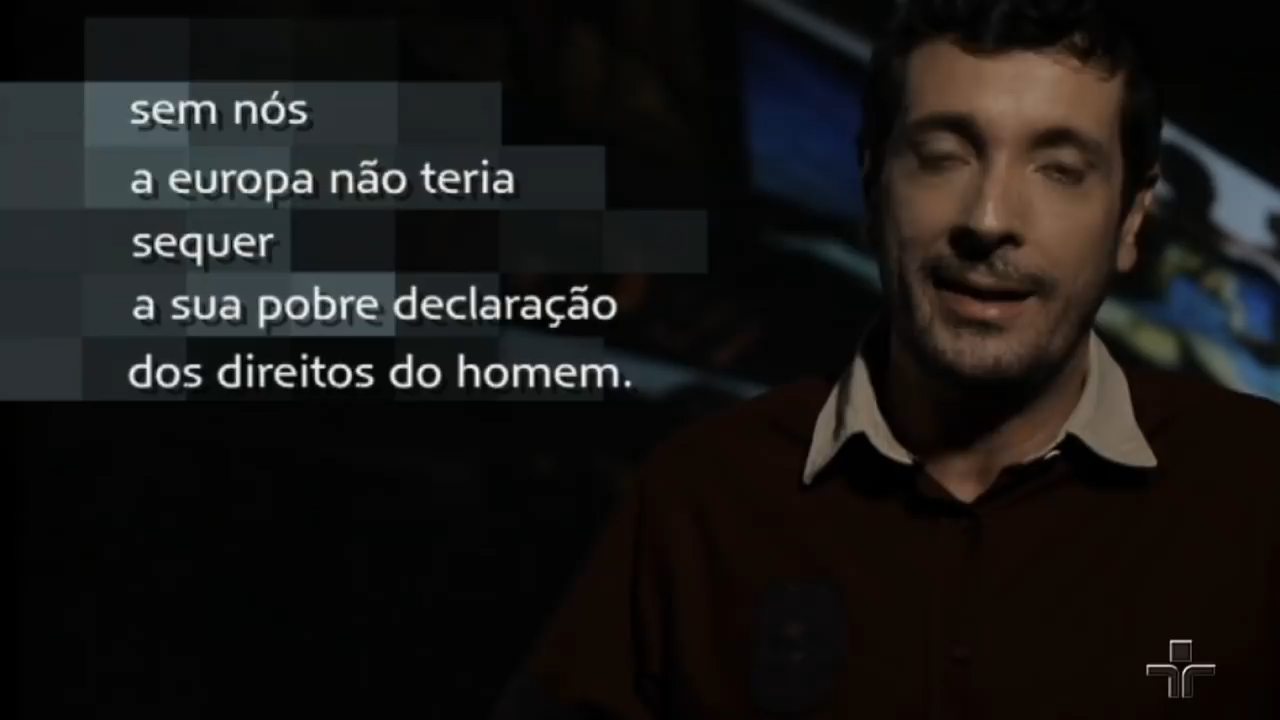 sem nós
a europa não teria
sequer
a sua pobre declaração
dos direitos do homem.